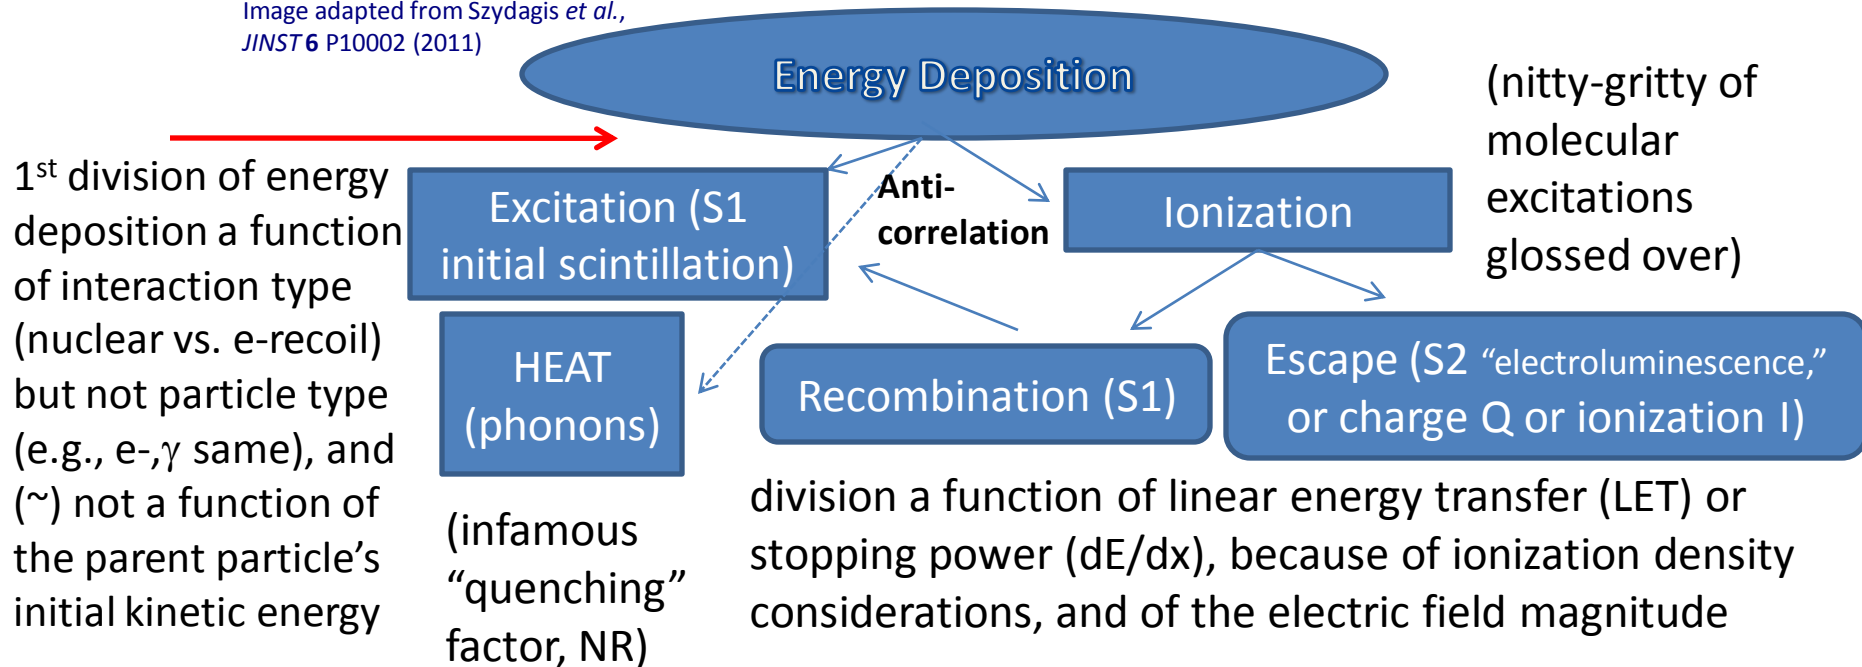 Image adapted from Szydagis et al.,
JINST 6 P10002 (2011)
Energy Deposition
(nitty-gritty of
molecular
excitations
glossed over)
1st division of energy
deposition a function
of interaction type
(nuclear vs. e-recoil)
but not particle type
(e.g., e-,γ same), and
(~) not a function of
the parent particle's
initial kinetic energy
Excitation (S1
initial scintillation)
Anti-
correlation
Ionization
HEAT
(phonons)
Recombination (S1)
Escape (S2 “electroluminescence,”
or charge Q or ionization I)
(infamous
“quenching”
factor, NR)
division a function of linear energy transfer (LET) or
stopping power (dE/dx), because of ionization density
considerations, and of the electric field magnitude